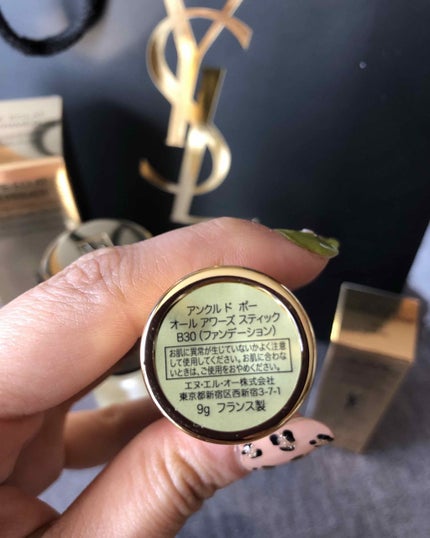 YSL
アンクル ド ポー
オール アワーズ スティック
B30 (ファンデーション)
お肌に異常が生じていないかよく注意
して使用してください。お肌に合わな
いときは、ご使用をおやめください。
エヌ・エル・オー株式会社
東京都新宿区西新宿3-7-1
9g フランス製